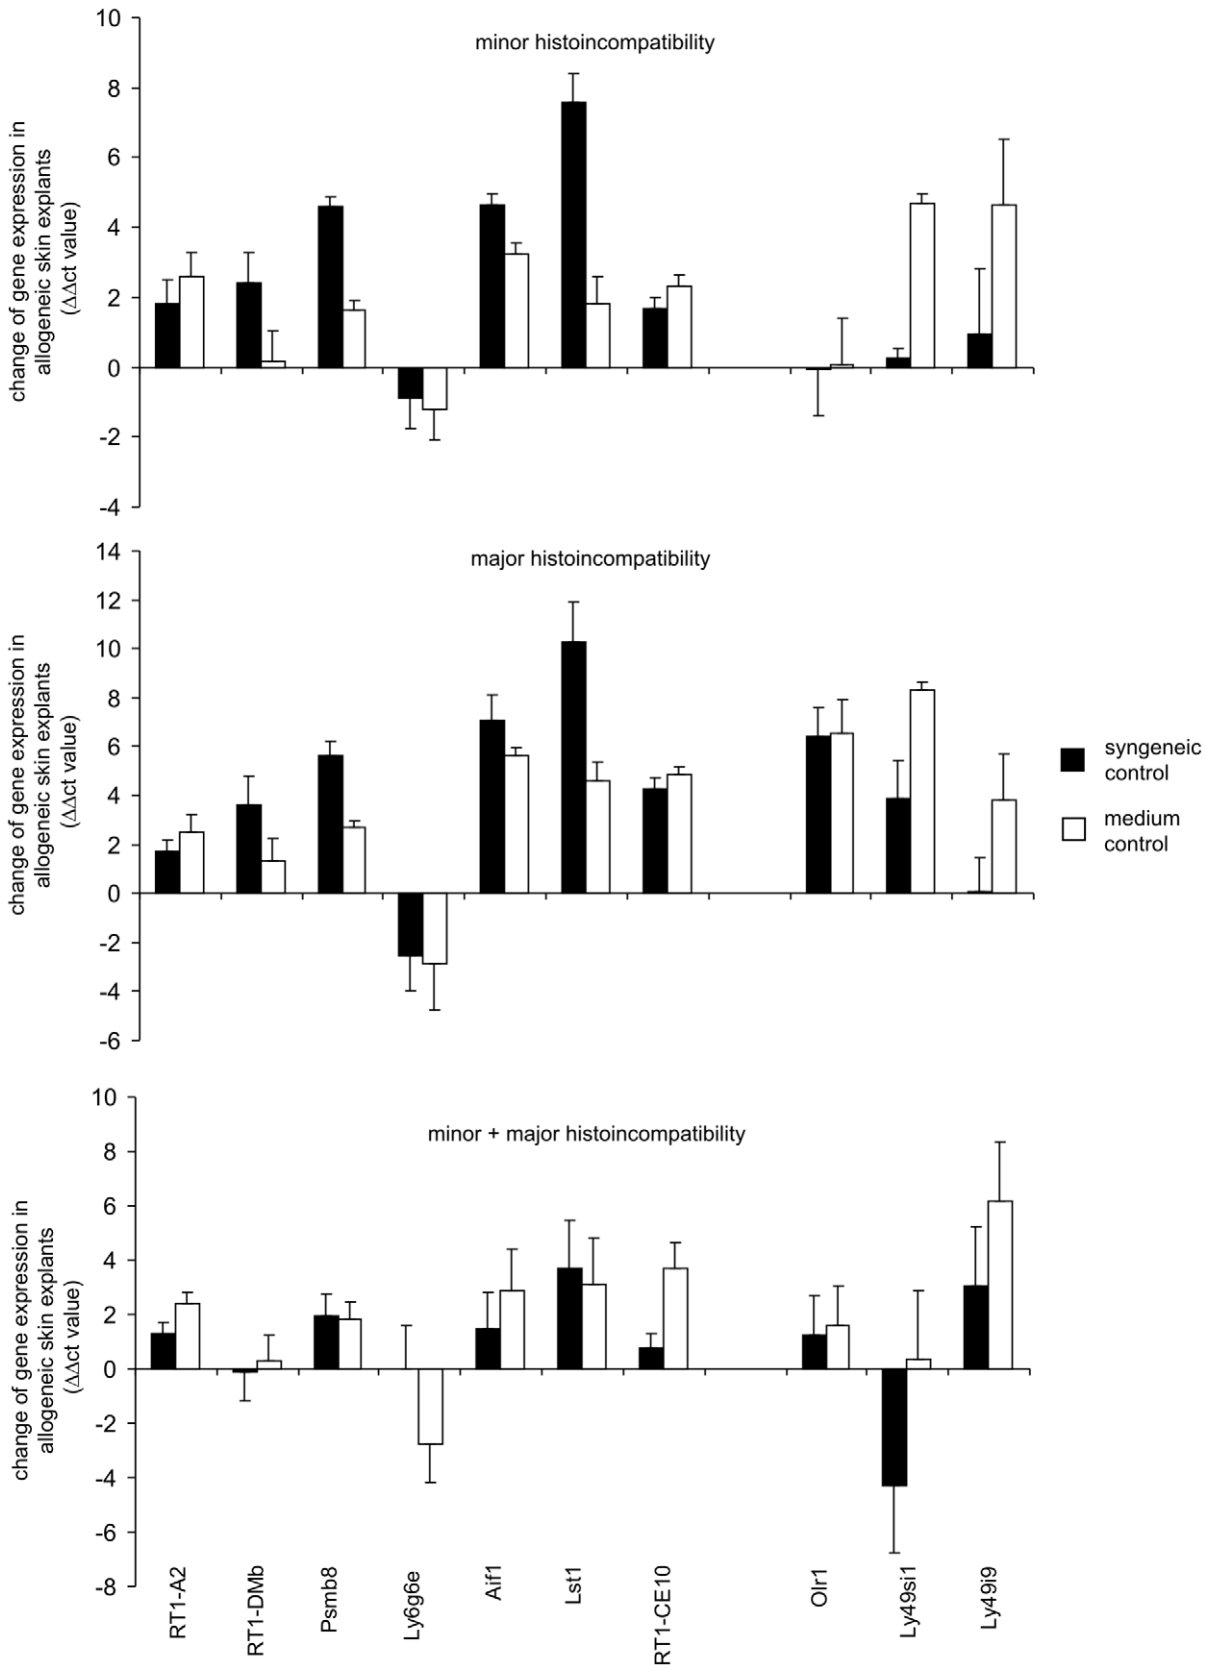 minor histoincompatibility
change of gene expression in
allogeneic skin explants
(ΔΔct value)
10
8
6
4
2
0
-2
-4
major histoincompatibility
change of gene expression in
allogeneic skin explants
(ΔΔct value)
14
12
10
8
6
4
2
0
-2
-4
-6
syngeneic
control
medium
control
minor + major histoincompatibility
change of gene expression in
allogeneic skin explants
(ΔΔct value)
10
8
6
4
2
0
-2
-4
-6
-8
RT1-A2
RT1-DMb
Psmb8
Ly6g6e
Aif1
Lst1
RT1-CE10
Olr1
Ly49si1
Ly49i9